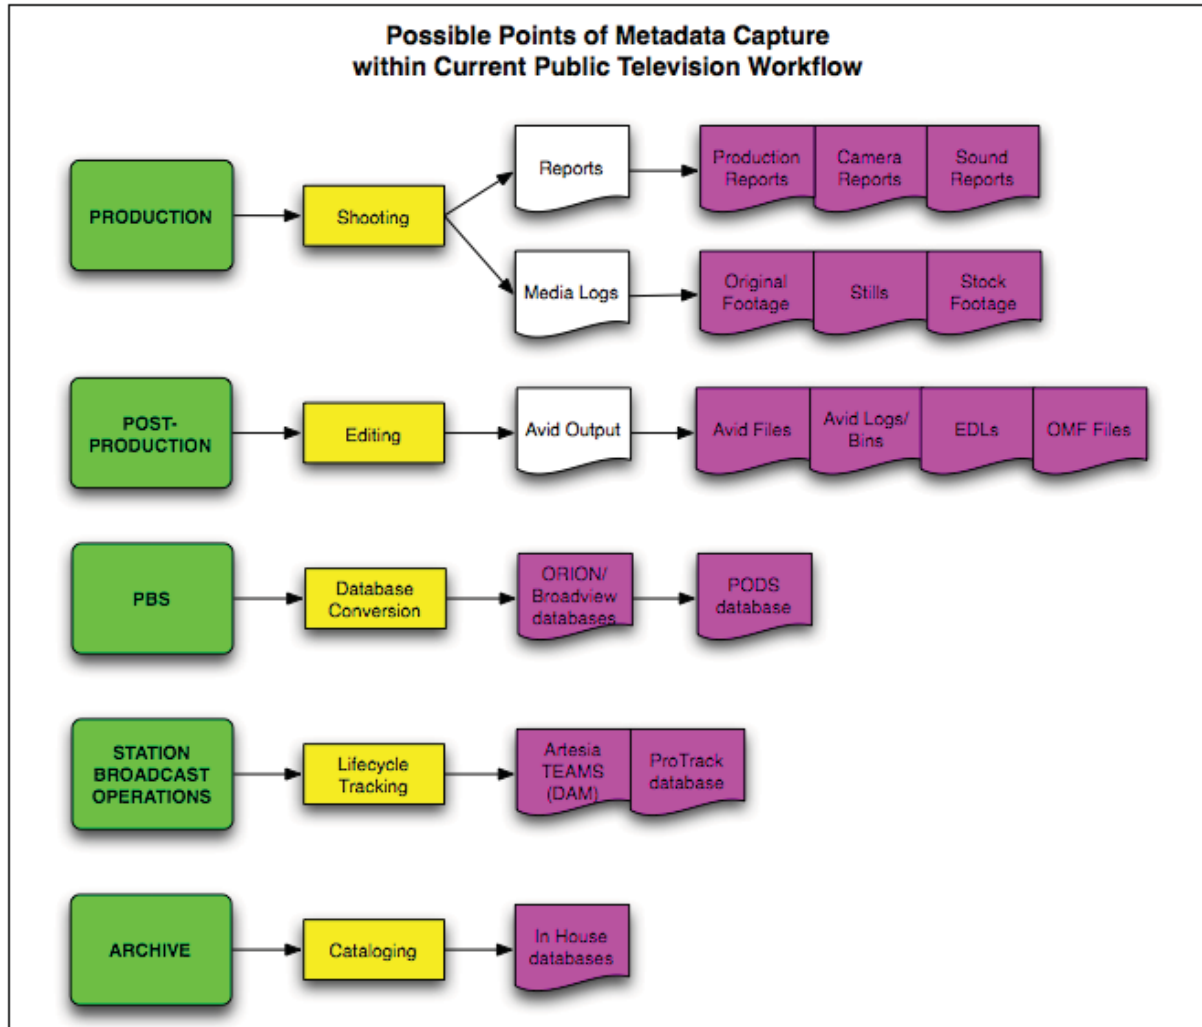 Possible Points of Metadata Capture
within Current Public Television Workflow
PRODUCTION
Shooting
Reports
Production
Reports
Camera
Reports
Sound
Reports
Media Logs
Original
Footage
Stills
Stock
Footage
POST-
PRODUCTION
Editing
Avid Output
Avid Files
Avid Logs/
Bins
EDLs
OMF Files
PBS
Database
Conversion
ORION/
Broadview
databases
PODS
database
STATION
BROADCAST
OPERATIONS
Lifecycle
Tracking
Artesia
TEAMS
(DAM)
ProTrack
database
ARCHIVE
Cataloging
In House
databases